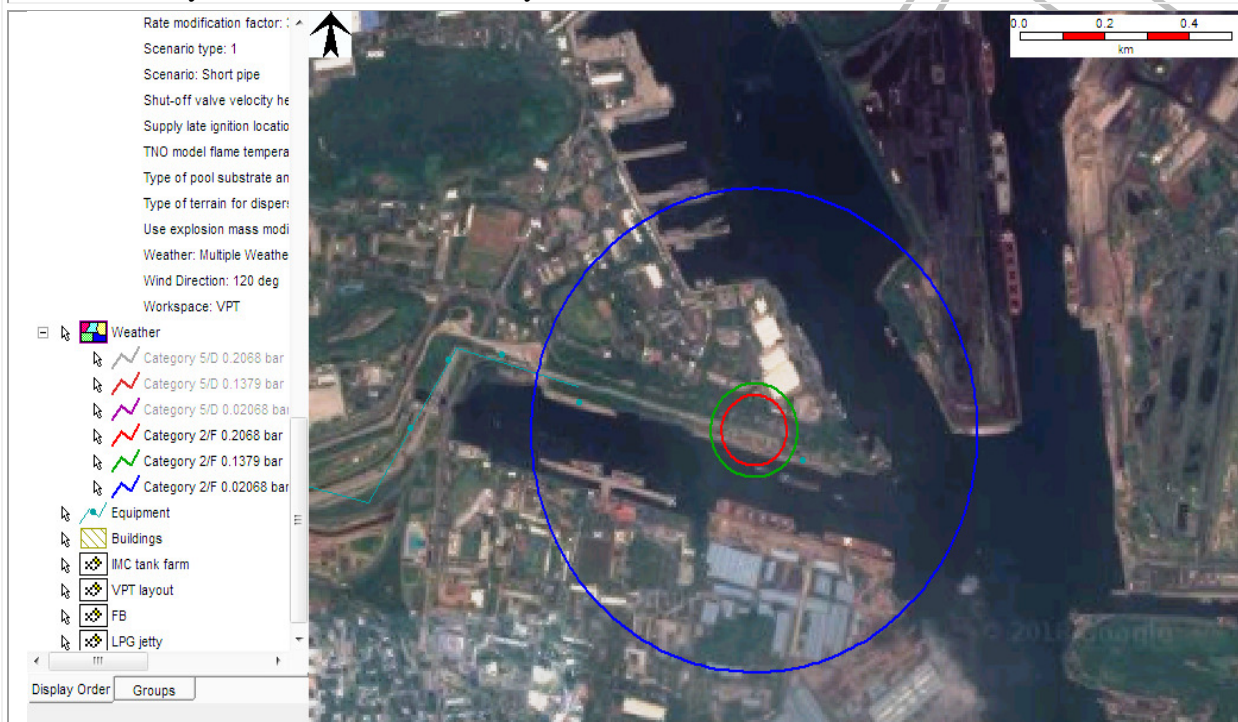 Rate modification factor:
Scenario type: 1
Scenario: Short pipe
Shut-off valve velocity he
Supply late ignition locatio
TNO model flame tempera
Type of pool substrate an
Type of terrain for dispers
Use explosion mass modi
Weather: Multiple Weathe
Wind Direction: 120 deg
Workspace: VPT
Weather
Category 5/D 0.2068 bar
Category 5/D 0.1379 bar
Category 5/D 0.02068 bar
Category 2/F 0.2068 bar
Category 2/F 0.1379 bar
Category 2/F 0.02068 bar
Equipment
Buildings
IMC tank farm
VPT layout
FB
LPG jetty
Display Order Groups
0.0 0.2 0.4
km
© 2018 Google